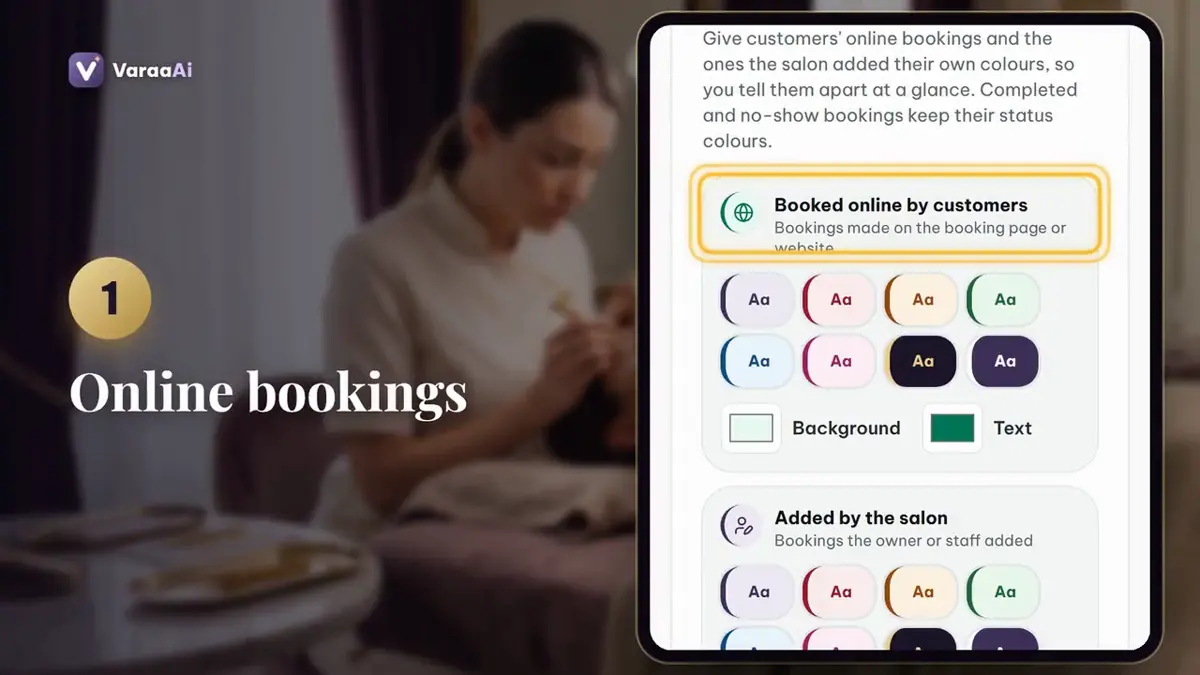 VaraaAi
1
Online bookings
Give customers' online bookings and the
ones the salon added their own colours, so
you tell them apart at a glance. Completed
and no-show bookings keep their status
colours.
Booked online by customers
Bookings made on the booking page or
website
Aa Aa Aa Aa
Aa Aa Aa Aa
Background Text
Added by the salon
Bookings the owner or staff added
Aa Aa Aa Aa